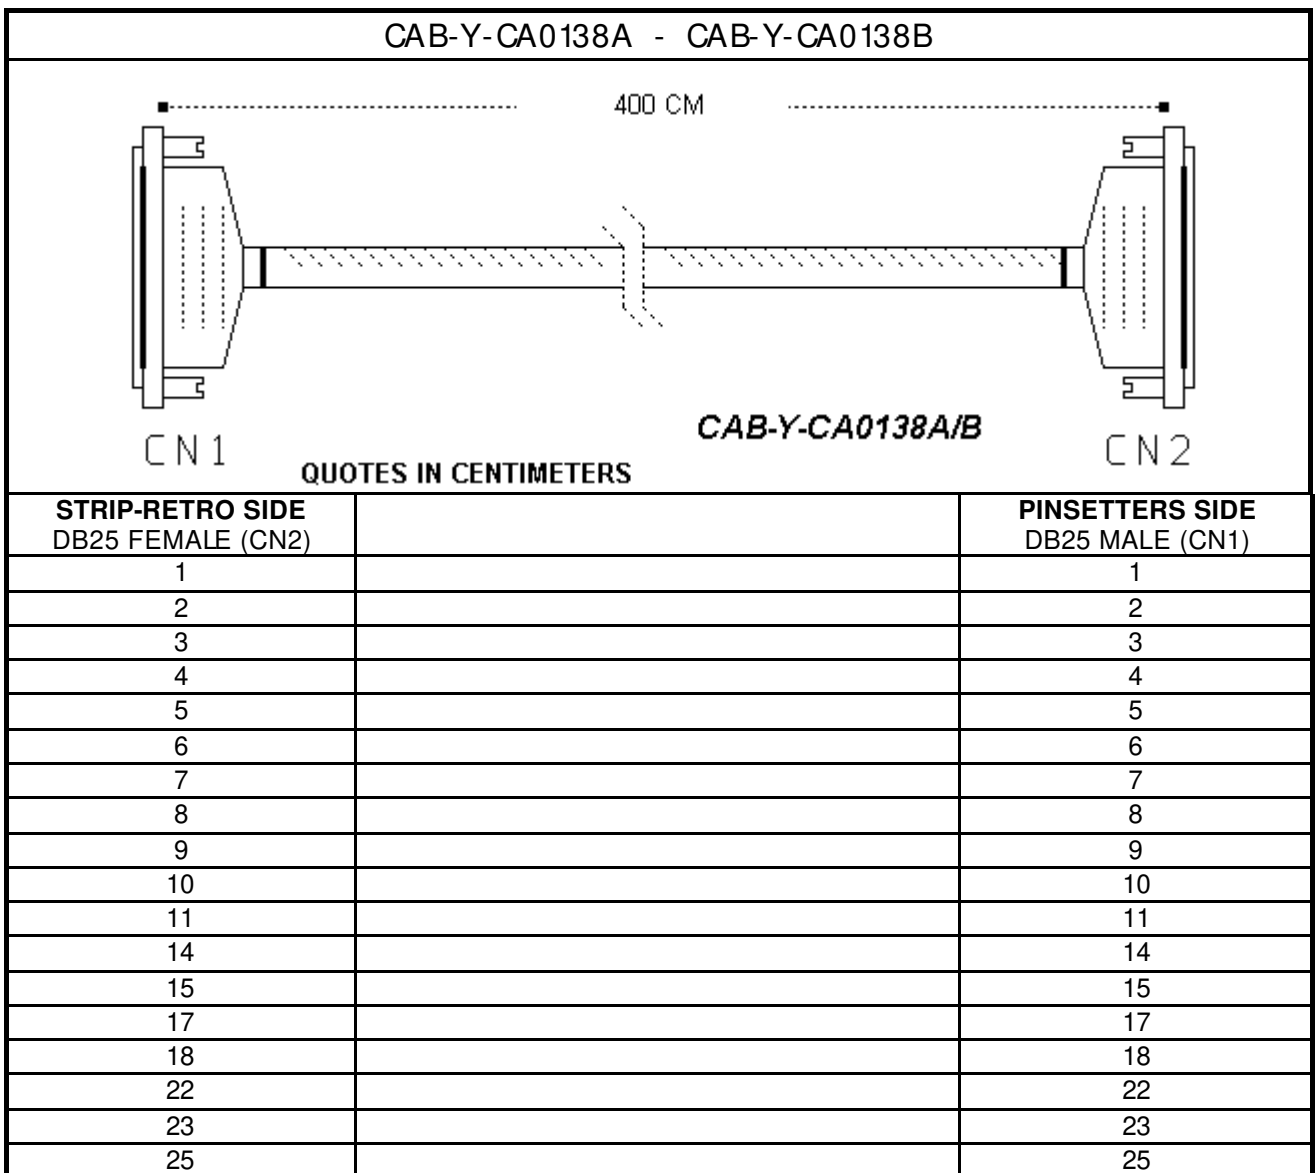 CAB-Y-CA0138A - CAB-Y-CA0138B
400 CM
CAB-Y-CA0138A/B
CN1
CN2
QUOTES IN CENTIMETERS
STRIP-RETRO SIDE PINSETTERS SIDE
DB25 FEMALE (CN2) DB25 MALE (CN1)
1 1
2 2
3 3
4 4
5 5
6 6
7 7
8 8
9 9
10 10
11 11
14 14
15 15
17 17
18 18
22 22
23 23
25 25